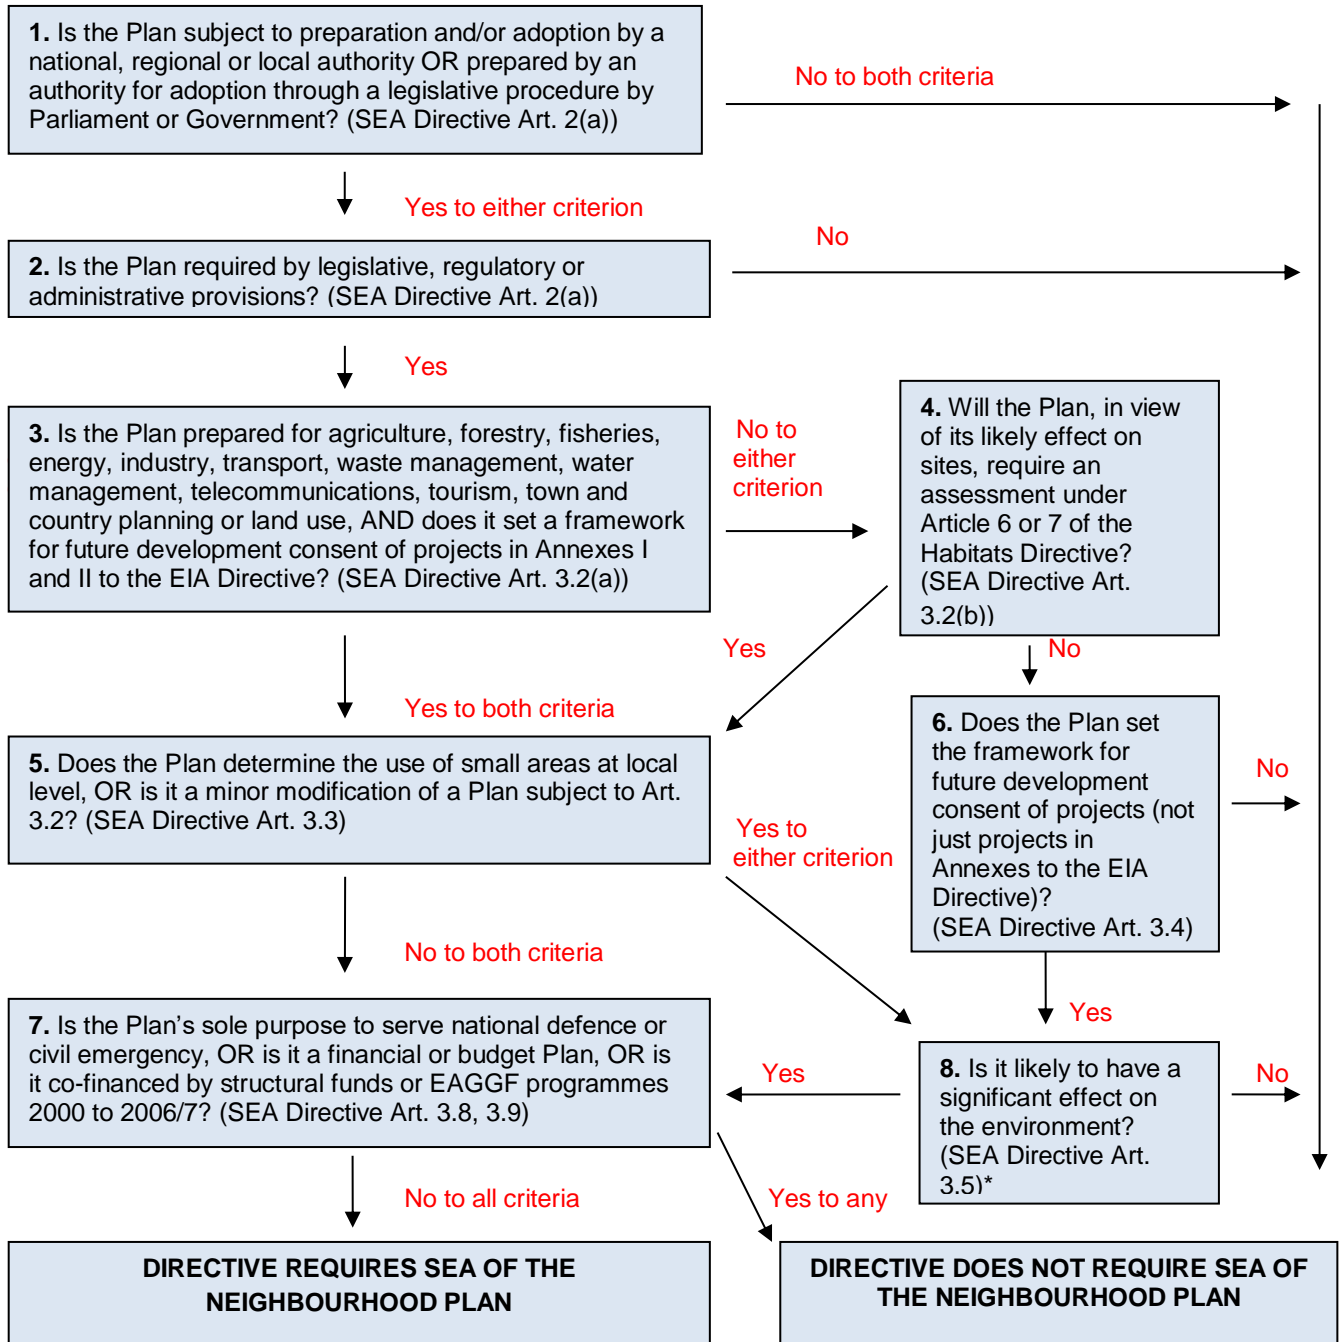 1. Is the Plan subject to preparation and/or adoption by a
national, regional or local authority OR prepared by an
authority for adoption through a legislative procedure by
Parliament or Government? (SEA Directive Art. 2(a))
No to both criteria
Yes to either criterion
2. Is the Plan required by legislative, regulatory or
administrative provisions? (SEA Directive Art. 2(a))
No
Yes
3. Is the Plan prepared for agriculture, forestry, fisheries,
energy, industry, transport, waste management, water
management, telecommunications, tourism, town and
country planning or land use, AND does it set a framework
for future development consent of projects in Annexes I
and II to the EIA Directive? (SEA Directive Art. 3.2(a))
No to
either
criterion
4. Will the Plan, in view
of its likely effect on
sites, require an
assessment under
Article 6 or 7 of the
Habitats Directive?
(SEA Directive Art.
3.2(b))
Yes
No
Yes to both criteria
5. Does the Plan determine the use of small areas at local
level, OR is it a minor modification of a Plan subject to Art.
3.2? (SEA Directive Art. 3.3)
Yes to
either criterion
6. Does the Plan set
the framework for
future development
consent of projects (not
just projects in
Annexes to the EIA
Directive)?
(SEA Directive Art. 3.4)
No
No to both criteria
Yes
7. Is the Plan’s sole purpose to serve national defence or
civil emergency, OR is it a financial or budget Plan, OR is
it co-financed by structural funds or EAGGF programmes
2000 to 2006/7? (SEA Directive Art. 3.8, 3.9)
Yes
8. Is it likely to have a
significant effect on
the environment?
(SEA Directive Art.
3.5)*
No
No to all criteria
Yes to any
DIRECTIVE REQUIRES SEA OF THE
NEIGHBOURHOOD PLAN
DIRECTIVE DOES NOT REQUIRE SEA OF
THE NEIGHBOURHOOD PLAN